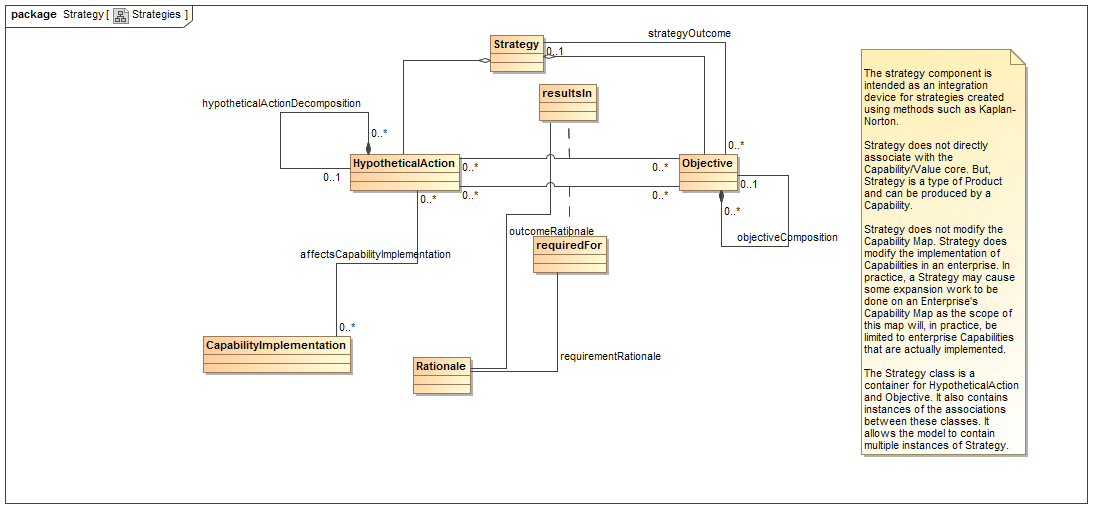 package Strategy [ Strategies ]
strategyOutcome
Strategy
0..1
resultsIn
hypotheticalActionDecomposition
0..*
0..*
HypotheticalAction
0..*
0..*
Objective
0..1
0..*
0..*
0..1
0..*
0..*
outcomeRationale
objectiveComposition
requiredFor
affectsCapabilityImplementation
0..*
CapabilityImplementation
requirementRationale
Rationale
The strategy component is
intended as an integration
device for strategies created
using methods such as Kaplan-
Norton.
Strategy does not directly
associate with the
Capability/Value core. But,
Strategy is a type of Product
and can be produced by a
Capability.
Strategy does not modify the
Capability Map. Strategy does
modify the implementation of
Capabilities in an enterprise. In
practice, a Strategy may cause
some expansion work to be
done on an Enterprise's
Capability Map as the scope of
this map will, in practice, be
limited to enterprise Capabilities
that are actually implemented.
The Strategy class is a
container for HypotheticalAction
and Objective. It also contains
instances of the associations
between these classes. It
allows the model to contain
multiple instances of Strategy.